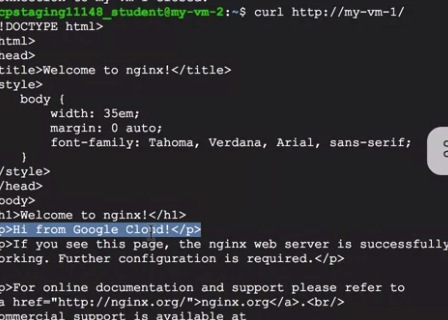 cpstaging11148_student@my-vm-2:~$ curl http://my-vm-1/
!DOCTYPE html>
html>
head>
title>Welcome to nginx!</title>
style>
body {
width: 35em;
margin: 0 auto;
font-family: Tahoma, Verdana, Arial, sans-serif;
}
/style>
/head>
body>
h1>Welcome to nginx!</h1>
p>Hi from Google Cloud!</p>
p>If you see this page, the nginx web server is successfully
orking. Further configuration is required.</p>
p>For online documentation and support please refer to
a href="http://nginx.org/">nginx.org</a>.<br/>
ommercial support is available at